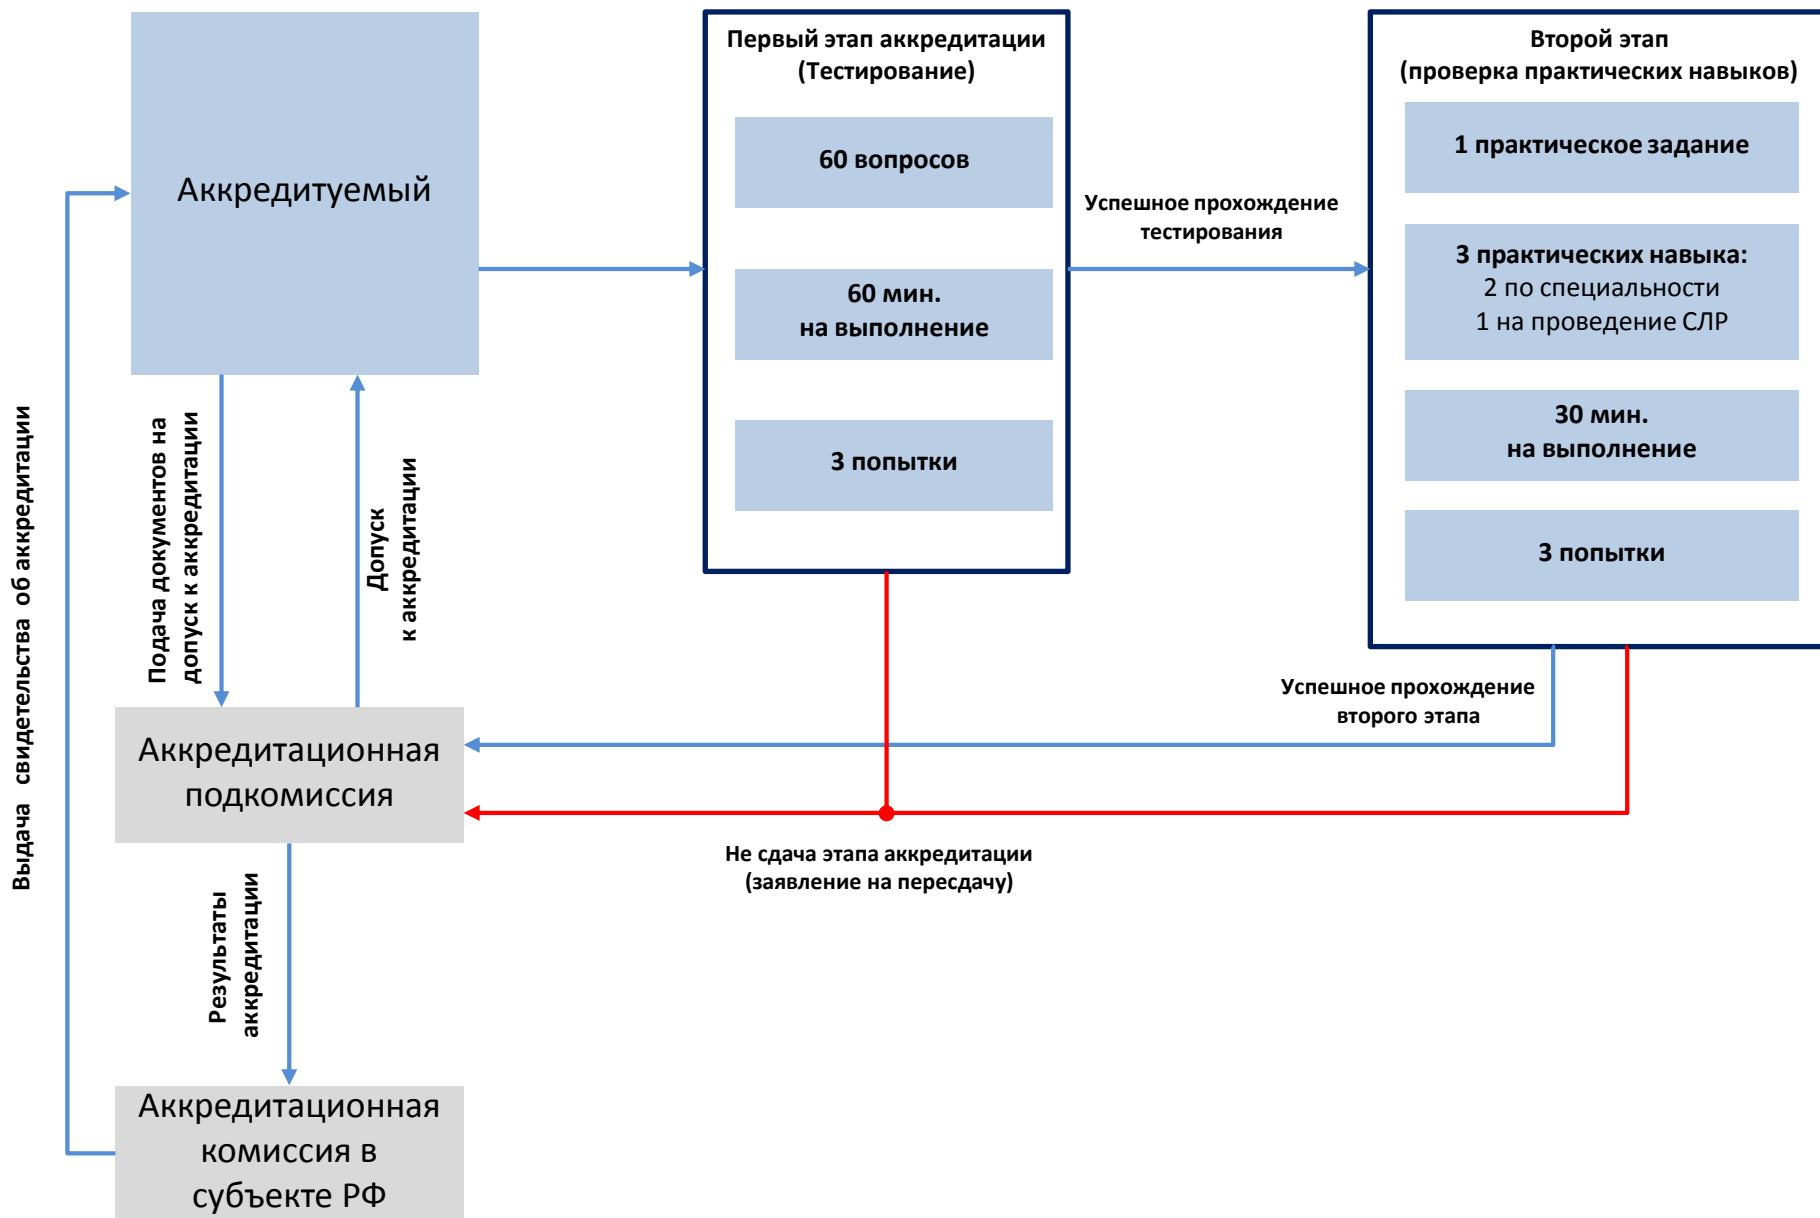 Аккредитуемый
Первый этап аккредитации
(Тестирование)
60 вопросов
60 мин.
на выполнение
3 попытки
Успешное прохождение
тестирования
Второй этап
(проверка практических навыков)
1 практическое задание
3 практических навыка:
2 по специальности
1 на проведение СЛР
30 мин.
на выполнение
3 попытки
Выдача свидетельства об аккредитации
Подача документов на
допуск к аккредитации
Допуск
к аккредитации
Успешное прохождение
второго этапа
Аккредитационная
подкомиссия
Не сдача этапа аккредитации
(заявление на пересдачу)
Результаты
аккредитации
Аккредитационная
комиссия в
субъекте РФ